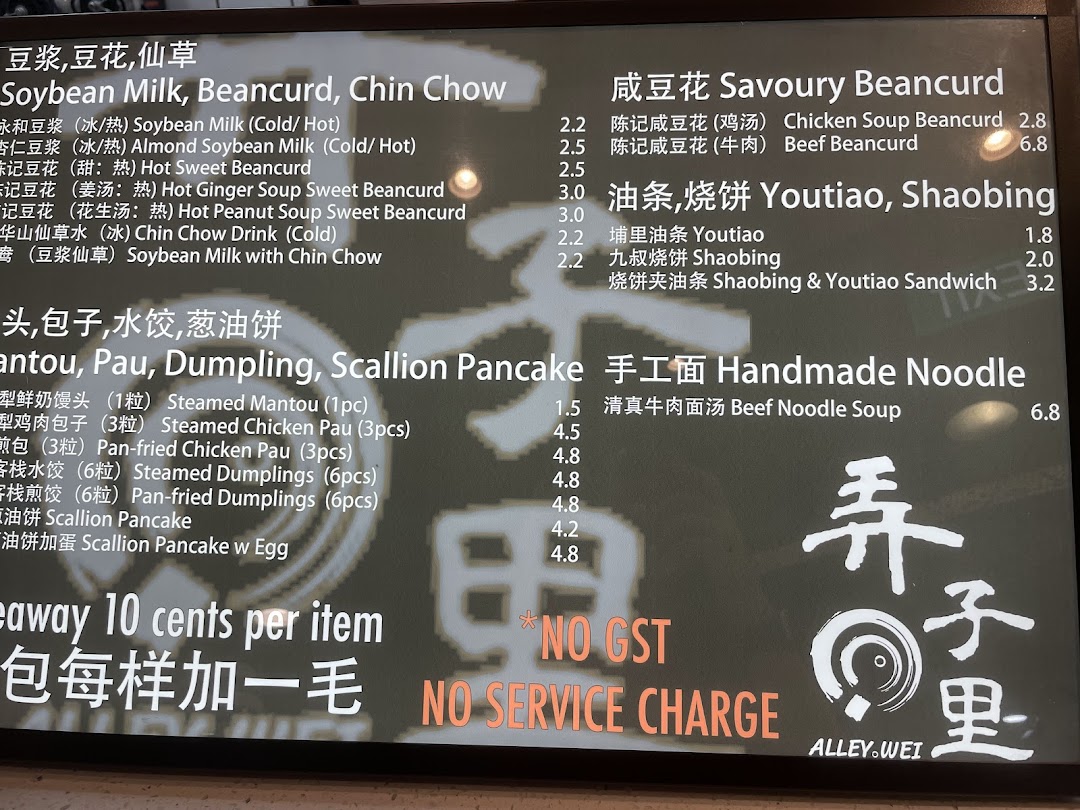 豆浆,豆花,仙草
Soybean Milk, Beancurd, Chin Chow
永和豆浆（冰/热) Soybean Milk (Cold/ Hot) 2.2
杏仁豆浆（冰/热) Almond Soybean Milk (Cold/ Hot) 2.5
陈记豆花（甜：热) Hot Sweet Beancurd 2.5
陈记豆花（姜汤：热) Hot Ginger Soup Sweet Beancurd 3.0
记豆花（花生汤：热) Hot Peanut Soup Sweet Beancurd 3.0
华山仙草水（冰) Chin Chow Drink (Cold) 2.2
鸯（豆浆仙草）Soybean Milk with Chin Chow 2.2
头,包子,水饺,葱油饼
antou, Pau, Dumpling, Scallion Pancake
犁鲜奶馒头（1粒） Steamed Mantou (1pc) 1.5
犁鸡肉包子（3粒） Steamed Chicken Pau (3pcs) 4.5
煎包（3粒）Pan-fried Chicken Pau (3pcs) 4.8
客栈水饺（6粒）Steamed Dumplings (6pcs) 4.8
客栈煎饺（6粒）Pan-fried Dumplings (6pcs) 4.8
葱油饼 Scallion Pancake 4.2
油饼加蛋 Scallion Pancake w Egg 4.8
eaway 10 cents per item
包每样加一毛
咸豆花 Savoury Beancurd
陈记咸豆花 (鸡汤） Chicken Soup Beancurd 2.8
陈记咸豆花 (牛肉） Beef Beancurd 6.8
油条,烧饼 Youtiao, Shaobing
埔里油条 Youtiao 1.8
九叔烧饼 Shaobing 2.0
烧饼夹油条 Shaobing & Youtiao Sandwich 3.2
手工面 Handmade Noodle
清真牛肉面汤 Beef Noodle Soup 6.8
*NO GST
NO SERVICE CHARGE
弄子里
ALLEY。WEI
子里
ALLEY。WEI
EXIT